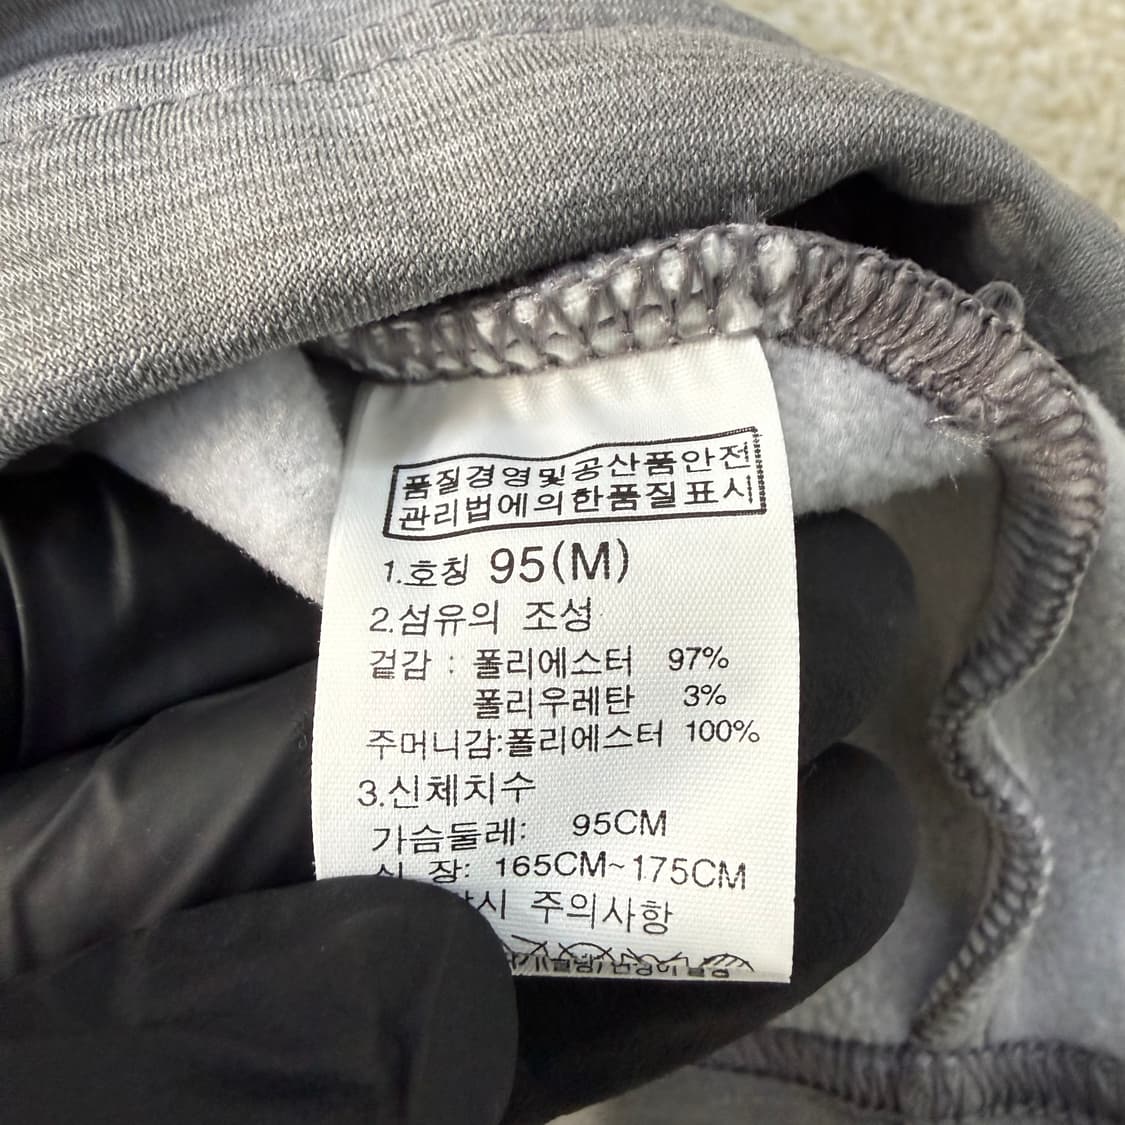 품질경영및공산품안전
관리법에의한품질표시
1.호칭 95(M)
2.섬유의 조성
겉감 : 폴리에스터 97%
폴리우레탄 3%
주머니감:폴리에스터 100%
3.신체치수
가슴둘레: 95CM
신 장: 165CM~175CM
주의사항